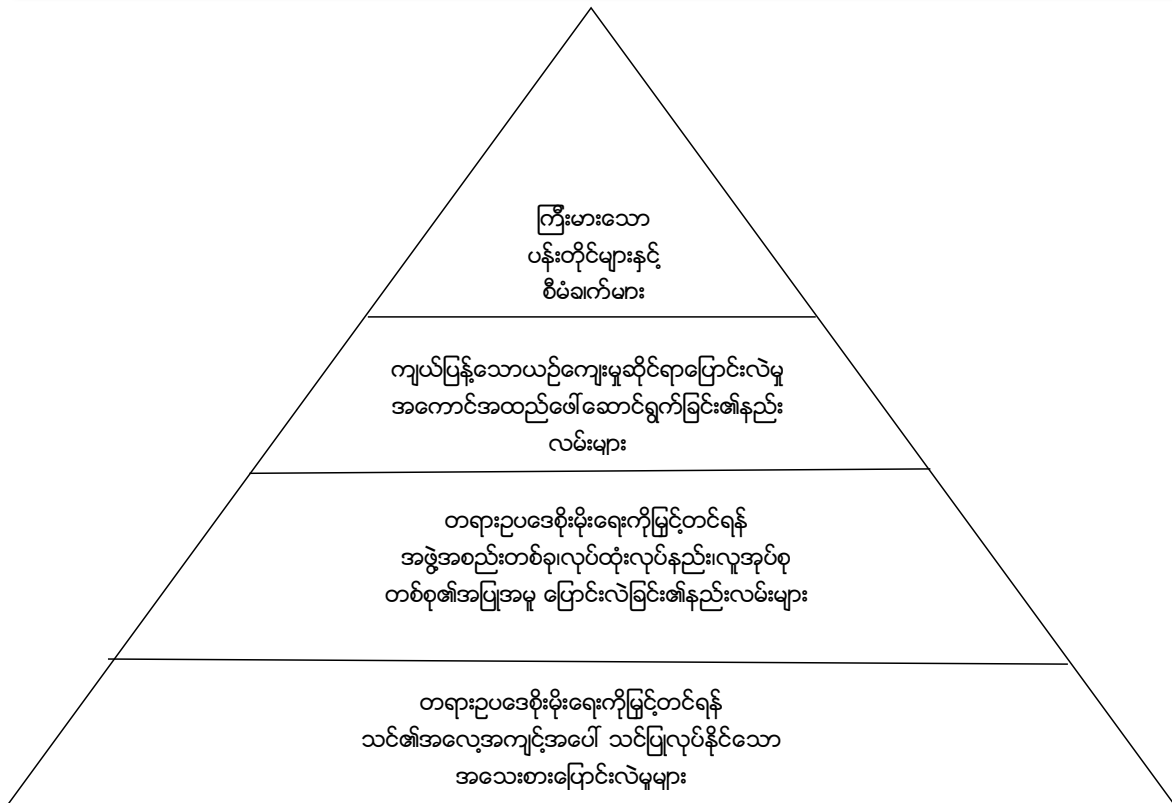 ကြီးမားသော
ပန်းတိုင်များနှင့်
စီမံချက်များ
ကျယ်ပြန့်သောယဉ်ကျေးမှုဆိုင်ရာပြောင်းလဲမှု
အကောင်အထည်ဖေါ်ဆောင်ရွက်ခြင်း၏နည်း
လမ်းများ
တရားဥပဒေစိုးမိုးရေးကိုမြှင့်တင်ရန်
အဖွဲ့အစည်းတစ်ခု၊လုပ်ထုံးလုပ်နည်း၊လူအုပ်စု
တစ်စု၏အပြုအမူ ပြောင်းလဲခြင်း၏နည်းလမ်းများ
တရားဥပဒေစိုးမိုးရေးကိုမြှင့်တင်ရန်
သင်၏အလေ့အကျင့်အပေါ် သင်ပြုလုပ်နိုင်သော
အသေးစားပြောင်းလဲမှုများ